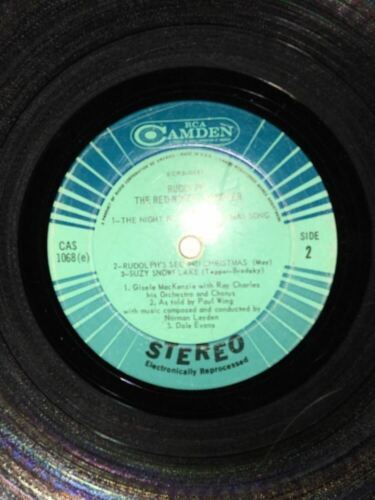 RCA
CAMDEN
RUDOLPH
THE RED-NOSED REINDEER
1-THE NIGHT SONG
CAS
1068(e)
SIDE
2
2-RUDOLPH'S SECOND CHRISTMAS (May)
3-SUZY SNOWFLAKE (Tepper-Brodsky)
1. Gisele MacKenzie with Ray Charles
his Orchestra and Chorus
2. As told by Paul Wing
with music composed and conducted by
Norman Leyden
3. Dale Evans
STEREO
Electronically Reprocessed